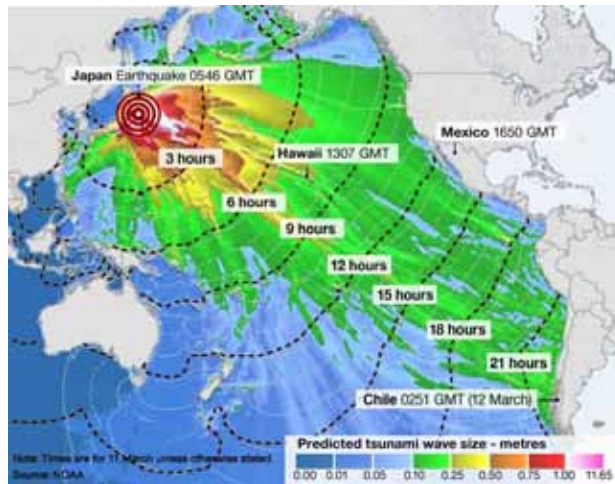 Japan Earthquake 0546 GMT
Mexico 1650 GMT
Hawaii 1307 GMT
3 hours
6 hours
9 hours
12 hours
15 hours
18 hours
21 hours
Chile 0251 GMT (12 March)
Note: Times are for 11 March unless otherwise stated
Source: NOAA
Predicted tsunami wave size - metres
0.00 0.01 0.05 0.10 0.25 0.50 0.75 1.00 11.65